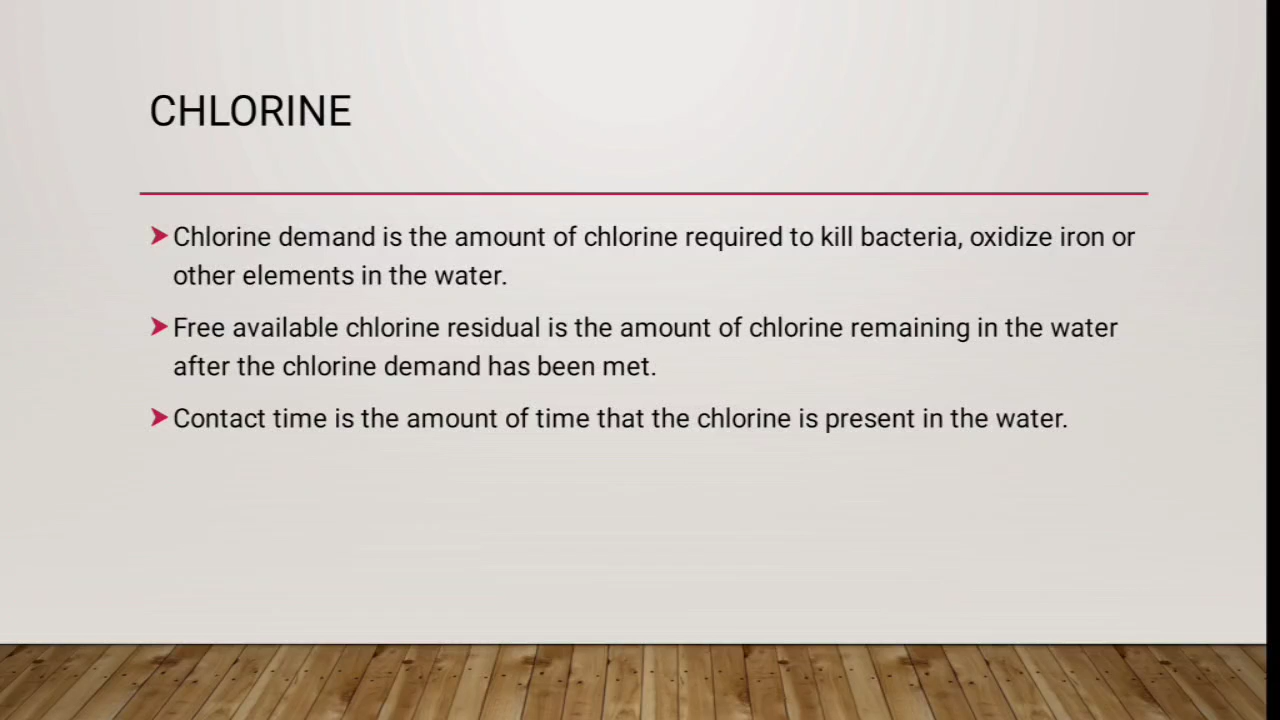 CHLORINE
Chlorine demand is the amount of chlorine required to kill bacteria, oxidize iron or
other elements in the water.
Free available chlorine residual is the amount of chlorine remaining in the water
after the chlorine demand has been met.
Contact time is the amount of time that the chlorine is present in the water.